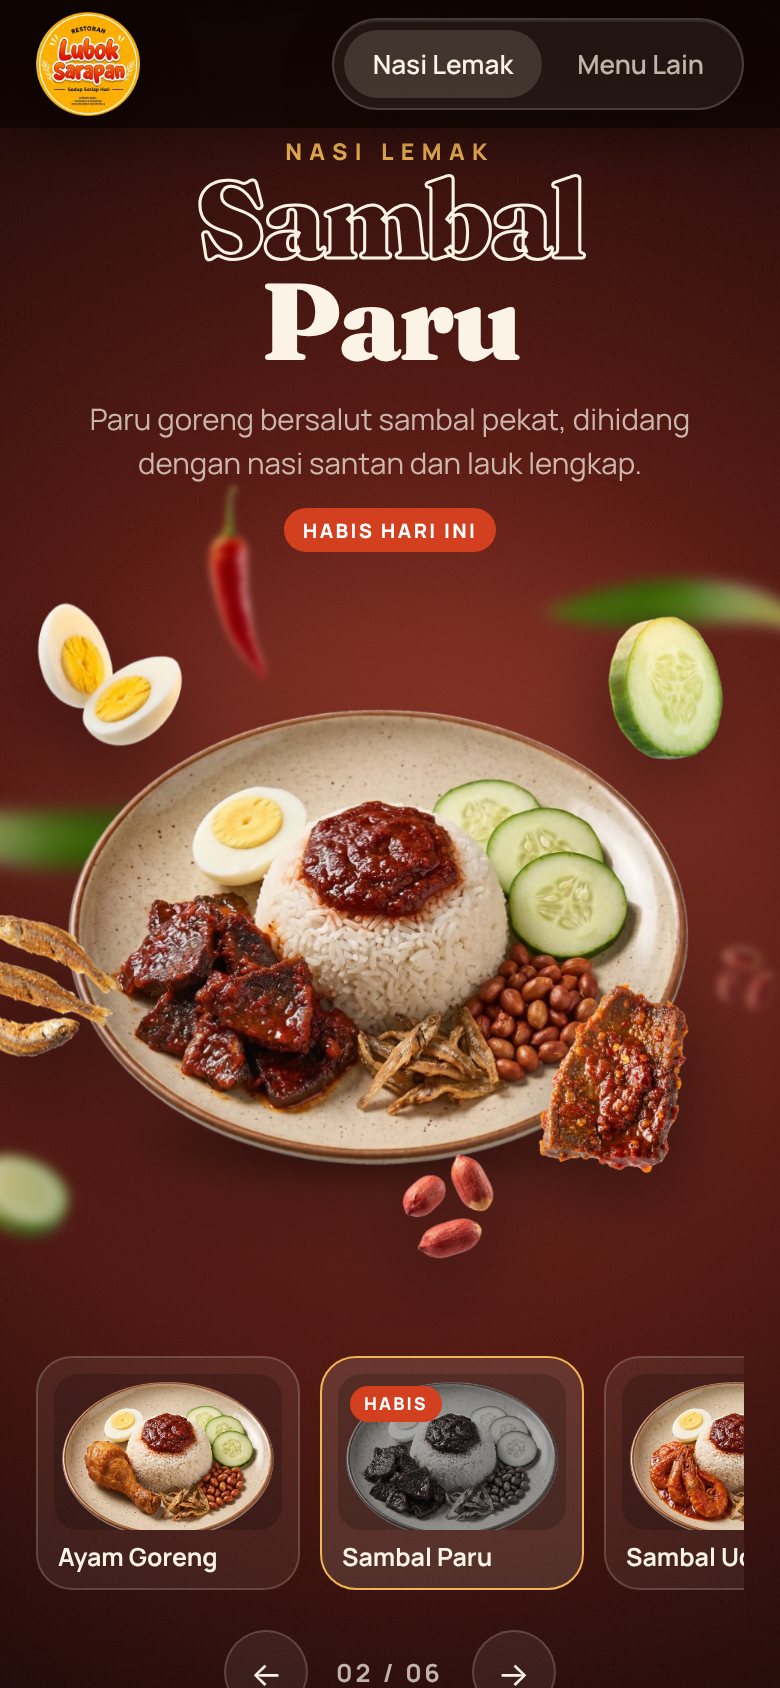 RESTORAN
Lubok
Sarapan
Sedap Setiap Hari
Nasi Lemak
Menu Lain
NASI LEMAK
Sambal
Paru
Paru goreng bersalut sambal pekat, dihidang
dengan nasi santan dan lauk lengkap.
HABIS HARI INI
HABIS
Ayam Goreng
Sambal Paru
Sambal
← 02 / 06 →